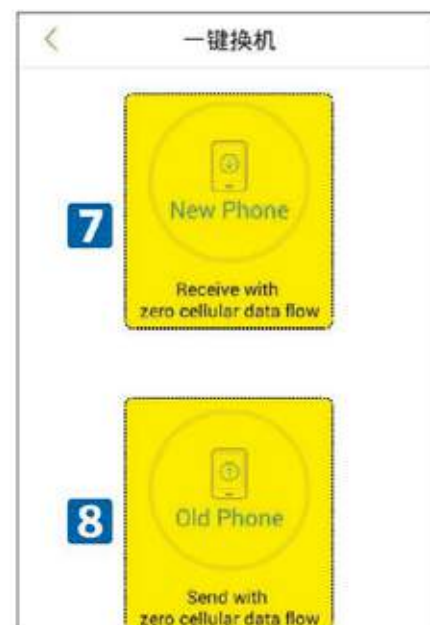 一键换机
7
New Phone
Receive with
zero cellular data flow
8
Old Phone
Send with
zero cellular data flow